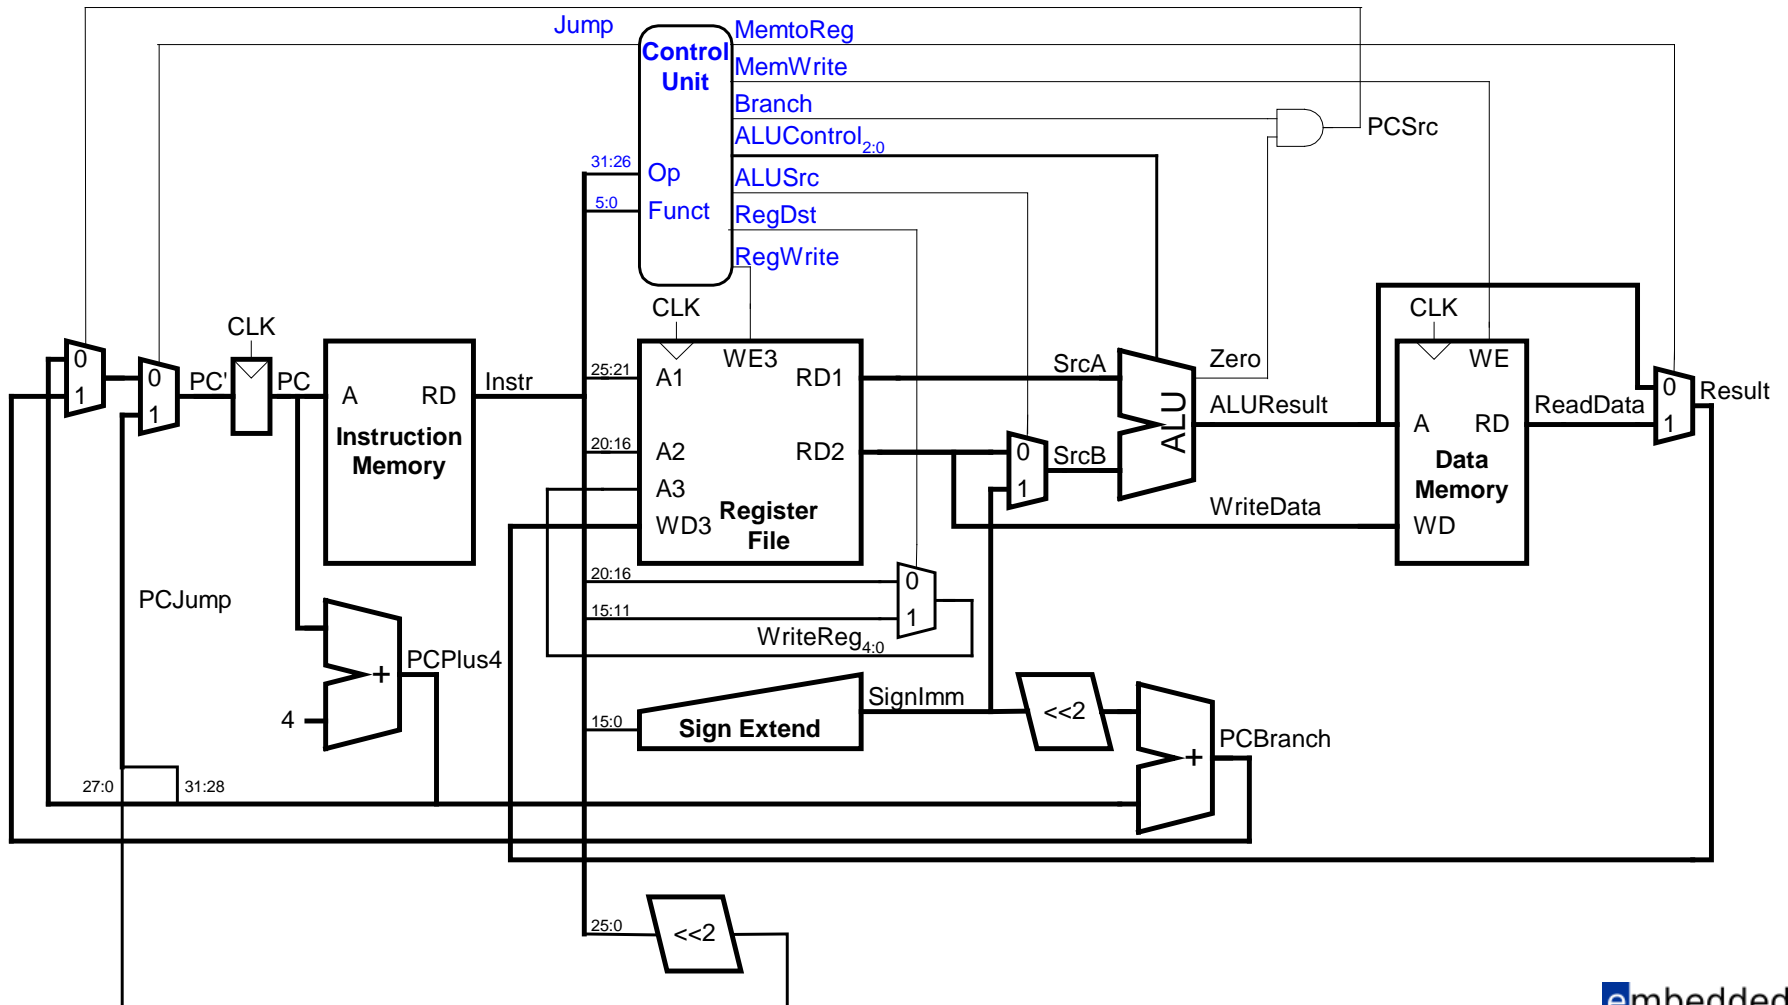 Jump
MemtoReg
Control
Unit
MemWrite
Branch
ALUControl2:0
PCSrc
31:26
Op
ALUSrc
5:0
Funct
RegDst
RegWrite
CLK
CLK
CLK
0
1
0
1
PC'
PC
A
RD
Instruction
Memory
Instr
25:21
A1
WE3
RD1
20:16
A2
RD2
A3
WD3
Register
File
SrcA
0
1
SrcB
ALU
Zero
ALUResult
WriteData
WE
A
RD
Data
Memory
WD
ReadData
0
1
Result
20:16
0
15:11
1
WriteReg4:0
PCJump
+
PCPlus4
4
15:0
Sign Extend
SignImm
<<2
+
PCBranch
27:0
31:28
25:0
<<2
embedded